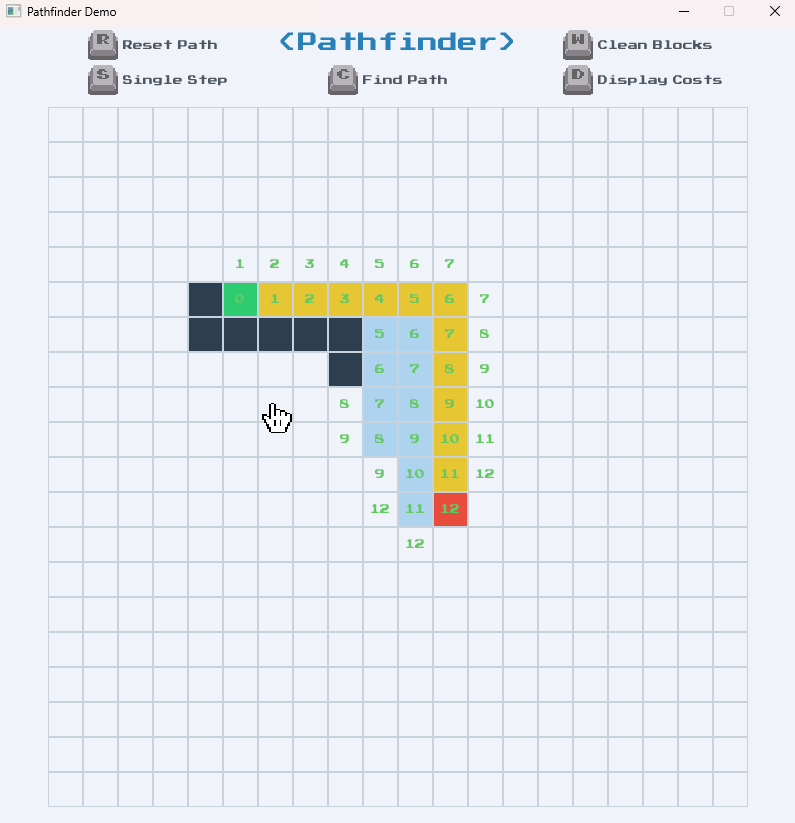 Pathfinder Demo
R Reset Path
<Pathfinder>
W Clean Blocks
S Single Step
C Find Path
D Display Costs
1 2 3 4 5 6 7
0 1 2 3 4 5 6 7
5 6 7 8
6 7 8 9
8 7 8 9 10
9 8 9 10 11
9 10 11 12
12 11 12
12